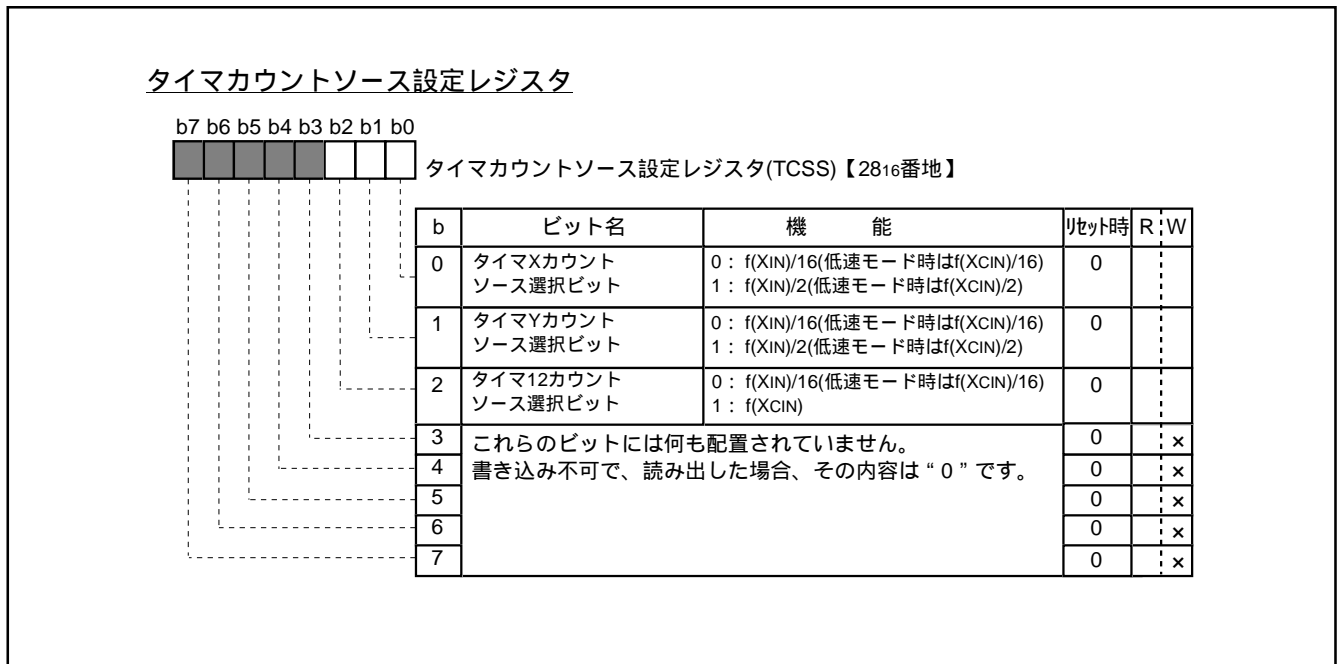 タイマカウントソース設定レジスタ
b7 b6 b5 b4 b3 b2 b1 b0
タイマカウントソース設定レジスタ(TCSS)【2816番地】
b ビット名 機 能 リセット時 R W
0 タイマXカウント 0 : f(XIN)/16(低速モード時はf(XCIN)/16) 0
ソース選択ビット 1 : f(XIN)/2(低速モード時はf(XCIN)/2)
1 タイマYカウント 0 : f(XIN)/16(低速モード時はf(XCIN)/16) 0
ソース選択ビット 1 : f(XIN)/2(低速モード時はf(XCIN)/2)
2 タイマ12カウント 0 : f(XIN)/16(低速モード時はf(XCIN)/16) 0
ソース選択ビット 1 : f(XCIN)
3 これらのビットには何も配置されていません。 0 ×
4 書き込み不可で、読み出した場合、その内容は“0”です。 0 ×
5 0 ×
6 0 ×
7 0 ×